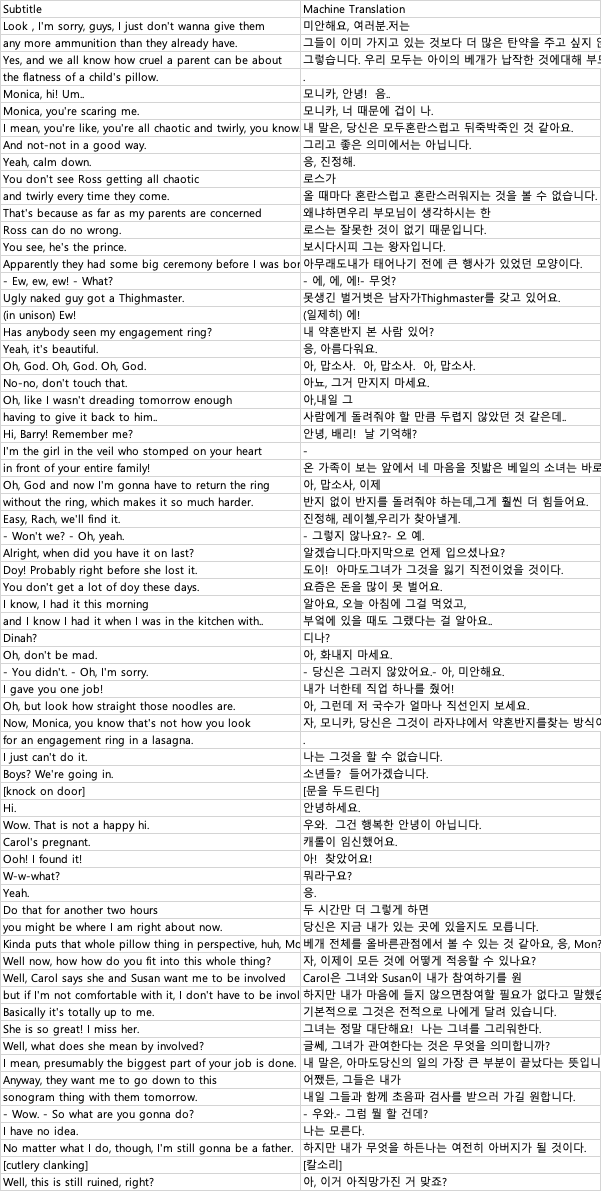 Subtitle	Machine Translation
Look , I'm sorry, guys, I just don't wanna give them	미안해요, 여러분.저는
any more ammunition than they already have.	그들이 이미 가지고 있는 것보다 더 많은 탄약을 주고 싶지
Yes, and we all know how cruel a parent can be about	그렇습니다. 우리 모두는 아이의 베개가 납작한 것에대해
the flatness of a child's pillow.	.
Monica, hi! Um..	모니카, 안녕! 음..
Monica, you're scaring me.	모니카, 너 때문에 겁이 나.
I mean, you're like, you're all chaotic and twirly, you know.	내 말은, 당신은 모두혼란스럽고 뒤죽박죽인 것 같아요.
And not-not in a good way.	그리고 좋은 의미에서는 아닙니다.
Yeah, calm down.	응, 진정해.
You don't see Ross getting all chaotic	로스가
and twirly every time they come.	올 때마다 혼란스럽고 혼란스러워지는 것을 볼 수 없습니다.
That's because as far as my parents are concerned	왜냐하면우리 부모님이 생각하시는 한
Ross can do no wrong.	로스는 잘못한 것이 없기 때문입니다.
You see, he's the prince.	보시다시피 그는 왕자입니다.
Apparently they had some big ceremony before I was bor	아무래도내가 태어나기 전에 큰 행사가 있었던 모양이다.
- Ew, ew, ew! - What?	- 에, 에, 에!- 무엇?
Ugly naked guy got a Thighmaster.	못생긴 벌거벗은 남자가Thighmaster를 갖고 있어요.
(in unison) Ew!	(일제히) 에!
Has anybody seen my engagement ring?	내 약혼반지 본 사람 있어?
Yeah, it's beautiful.	응, 아름다워요.
Oh, God. Oh, God. Oh, God.	아, 맙소사. 아, 맙소사. 아, 맙소사.
No-no, don't touch that.	아뇨, 그거 만지지 마세요.
Oh, like I wasn't dreading tomorrow enough	아,내일 그
having to give it back to him..	사람에게 돌려줘야 할 만큼 두렵지 않았던 것 같은데..
Hi, Barry! Remember me?	안녕, 배리! 날 기억해?
I'm the girl in the veil who stomped on your heart	-
in front of your entire family!	온 가족이 보는 앞에서 네 마음을 짓밟은 베일의 소녀는 바로
Oh, God and now I'm gonna have to return the ring	아, 맙소사, 이제
without the ring, which makes it so much harder.	반지 없이 반지를 돌려줘야 하는데,그게 훨씬 더 힘들어요.
Easy, Rach, we'll find it.	진정해, 레이첼,우리가 찾아낼게.
- Won't we? - Oh, yeah.	- 그렇지 않나요?- 오 예.
Alright, when did you have it on last?	알겠습니다.마지막으로 언제 입으셨나요?
Doy! Probably right before she lost it.	도이! 아마도그녀가 그것을 잃기 직전이었을 것이다.
You don't get a lot of doy these days.	요즘은 돈을 많이 못 벌어요.
I know, I had it this morning	알아요, 오늘 아침에 그걸 먹었고,
and I know I had it when I was in the kitchen with..	부엌에 있을 때도 그랬다는 걸 알아요..
Dinah?	디나?
Oh, don't be mad.	아, 화내지 마세요.
- You didn't. - Oh, I'm sorry.	- 당신은 그러지 않았어요.- 아, 미안해요.
I gave you one job!	내가 너한테 직업 하나를 줬어!
Oh, but look how straight those noodles are.	아, 그런데 저 국수가 얼마나 직선인지 보세요.
Now, Monica, you know that's not how you look	자, 모니카, 당신은 그것이 라자냐에서 약혼반지를찾는 방식이
for an engagement ring in a lasagna.	.
I just can't do it.	나는 그것을 할 수 없습니다.
Boys? We're going in.	소년들? 들어가겠습니다.
[knock on door]	[문을 두드린다]
Hi.	안녕하세요.
Wow. That is not a happy hi.	우와. 그건 행복한 안녕이 아닙니다.
Carol's pregnant.	캐롤이 임신했어요.
Ooh! I found it!	아! 찾았어요!
W-w-what?	뭐라구요?
Yeah.	응.
Do that for another two hours	두 시간만 더 그렇게 하면
you might be where I am right about now.	당신은 지금 내가 있는 곳에 있을지도 모릅니다.
Kinda puts that whole pillow thing in perspective, huh, Mo	베개 전체를 올바른관점에서 볼 수 있는 것 같아요, 응, Mon?
Well now, how how do you fit into this whole thing?	자, 이제이 모든 것에 어떻게 적응할 수 있나요?
Well, Carol says she and Susan want me to be involved	Carol은 그녀와 Susan이 내가 참여하기를 원
but if I'm not comfortable with it, I don't have to be invol	하지만 내가 마음에 들지 않으면참여할 필요가 없다고 말했습
Basically it's totally up to me.	기본적으로 그것은 전적으로 나에게 달려 있습니다.
She is so great! I miss her.	그녀는 정말 대단해요! 나는 그녀를 그리워한다.
Well, what does she mean by involved?	글쎄, 그녀가 관여한다는 것은 무엇을 의미합니까?
I mean, presumably the biggest part of your job is done.	내 말은, 아마도당신의 일의 가장 큰 부분이 끝났다는 뜻입니
Anyway, they want me to go down to this	어쨌든, 그들은 내가
sonogram thing with them tomorrow.	내일 그들과 함께 초음파 검사를 받으러 가길 원합니다.
- Wow. - So what are you gonna do?	- 우와.- 그럼 뭘 할 건데?
I have no idea.	나는 모른다.
No matter what I do, though, I'm still gonna be a father.	하지만 내가 무엇을 하든나는 여전히 아버지가 될 것이다.
[cutlery clanking]	[칼소리]
Well, this is still ruined, right?	아, 이거 아직망가진 거 맞죠?